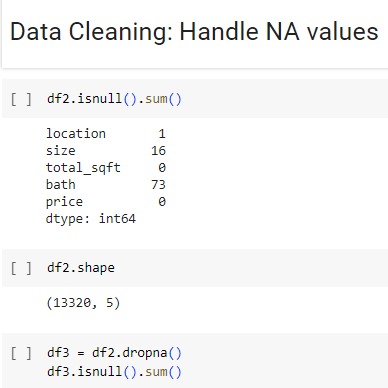 Data Cleaning: Handle NA values
[ ] df2.isnull().sum()
location 1
size 16
total_sqft 0
bath 73
price 0
dtype: int64
[ ] df2.shape
(13320, 5)
[ ] df3 = df2.dropna()
df3.isnull().sum()